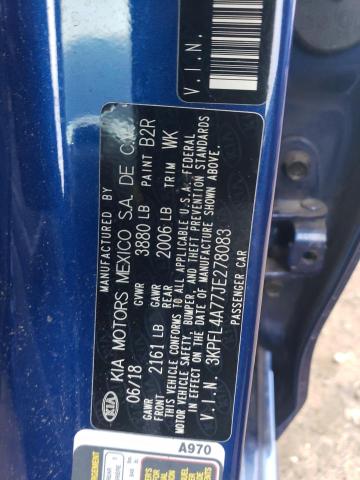 V.I.N.
KIA KIA MOTORS MEXICO S.A. DE C.
06/18 GVWR 3880 LB PAINT B2R
GAWR FRONT 2161 LB GAWR REAR 2006 LB TRIM WK
THIS VEHICLE CONFORMS TO ALL APPLICABLE U.S.A. FEDERAL
MOTOR VEHICLE SAFETY, BUMPER, AND THEFT PREVENTION STANDARDS
IN EFFECT ON THE DATE OF MANUFACTURE SHOWN ABOVE.
V.I.N. 3KPFL4A77JE278083
PASSENGER CAR
A970